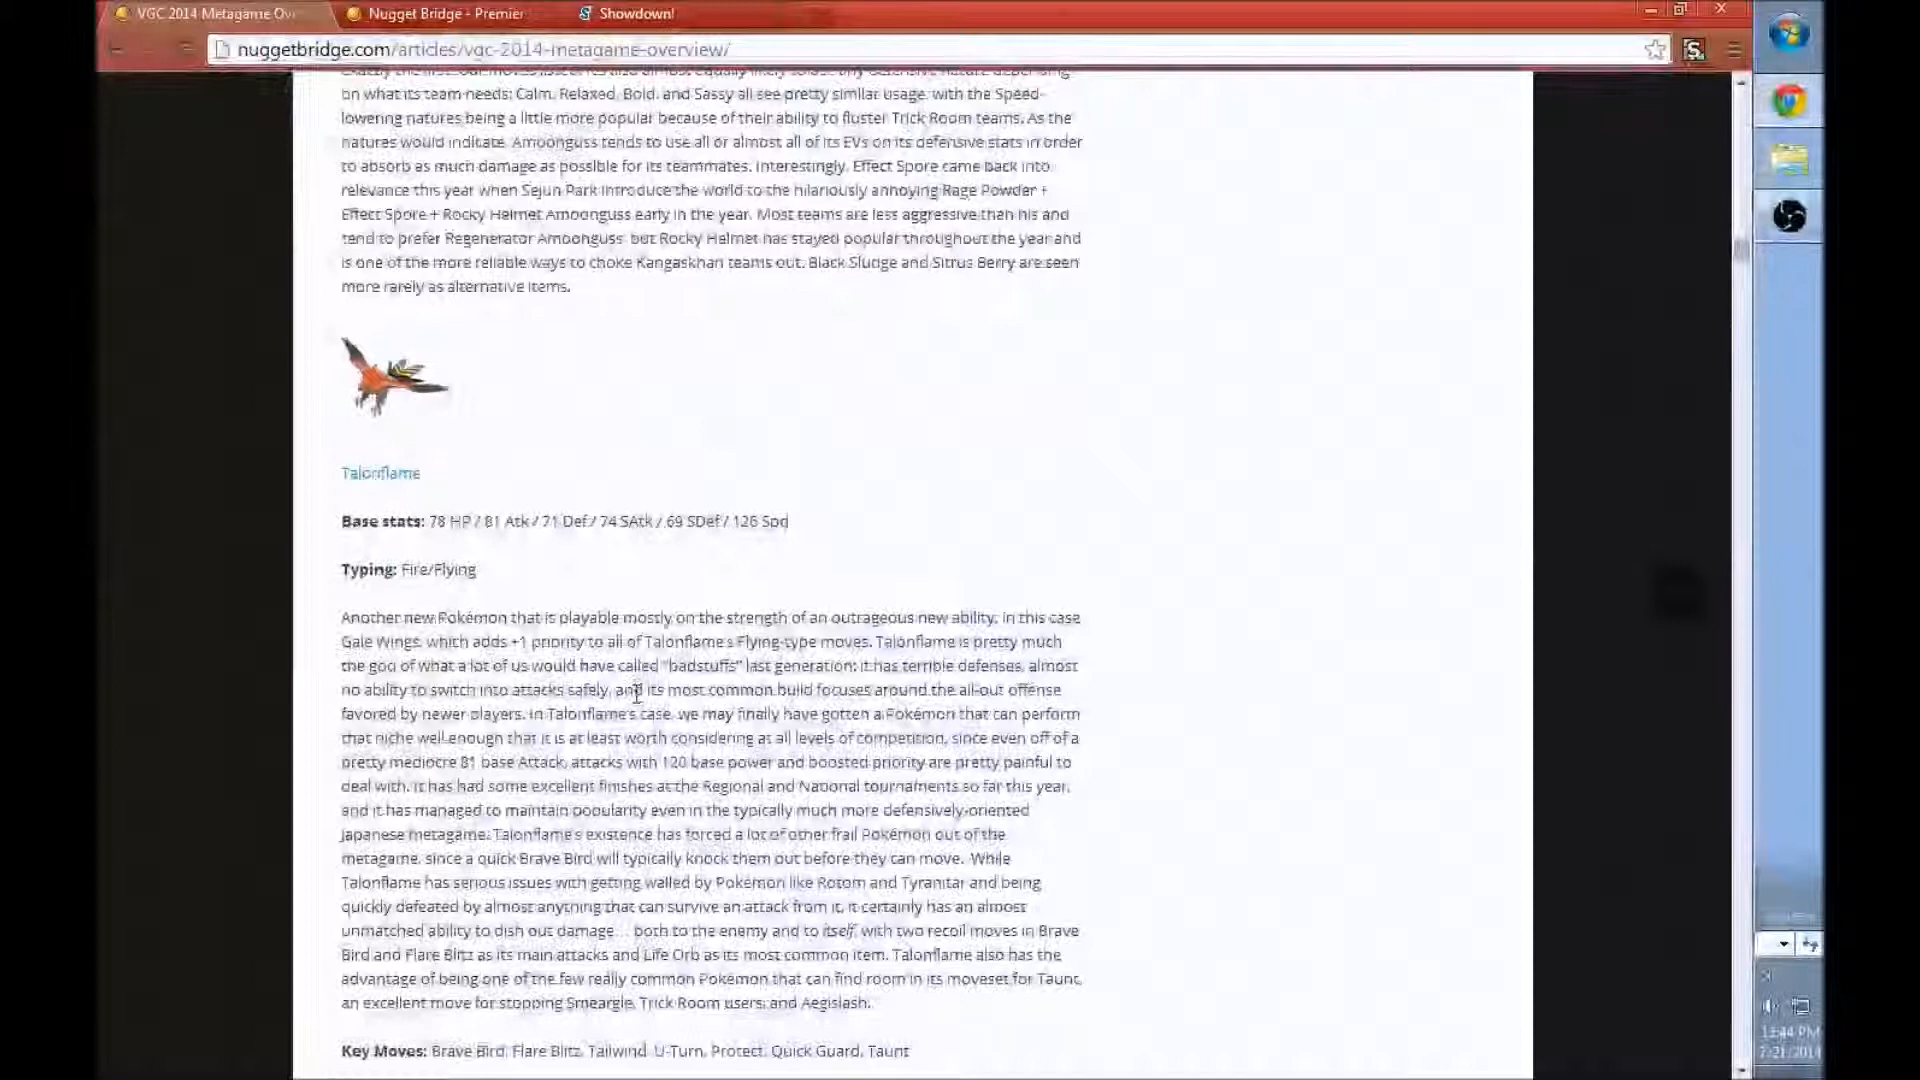 VGC 2014 Metagame Ov
Nugget Bridge - Premier
Showdown!
nuggetbridge.com/articles/vgc-2014-metagame-overview/
on what its team needs: Calm, Relaxed, Bold, and Sassy all see pretty similar usage, with the Speed-
lowering natures being a little more popular because of their ability to fluster Trick Room teams. As the
natures would indicate, Amoonguss tends to use all or almost all of its EVs on its defensive stats in order
to absorb as much damage as possible for its teammates. Interestingly, Effect Spore came back into
relevance this year when Sejun Park introduce the world to the hilariously annoying Rage Powder +
Effect Spore + Rocky Helmet Amoonguss early in the year. Most teams are less aggressive than his and
tend to prefer Regenerator Amoonguss, but Rocky Helmet has stayed popular throughout the year and
is one of the more reliable ways to choke Kangaskhan teams out. Black Sludge and Sitrus Berry are seen
more rarely as alternative items.
Talonflame
Base stats: 78 HP / 81 Atk / 71 Def / 74 SAtk / 69 SDef / 126 Spd
Typing: Fire/Flying
Another new Pokémon that is playable mostly on the strength of an outrageous new ability, in this case
Gale Wings, which adds +1 priority to all of Talonflame's Flying-type moves. Talonflame is pretty much
the god of what a lot of us would have called "badstuffs" last generation: it has terrible defenses, almost
no ability to switch into attacks safely, and its most common build focuses around the all-out offense
favored by newer players. In Talonflame's case, we may finally have gotten a Pokémon that can perform
that niche well enough that it is at least worth considering at all levels of competition, since even off of a
pretty mediocre 81 base Attack, attacks with 120 base power and boosted priority are pretty painful to
deal with. It has had some excellent finishes at the Regional and National tournaments so far this year,
and it has managed to maintain popularity even in the typically much more defensively-oriented
Japanese metagame. Talonflame's existence has forced a lot of other frail Pokémon out of the
metagame, since a quick Brave Bird will typically knock them out before they can move. While
Talonflame has serious issues with getting walled by Pokémon like Rotom and Tyranitar and being
quickly defeated by almost anything that can survive an attack from it, it certainly has an almost
unmatched ability to dish out damage... both to the enemy and to itself, with two recoil moves in Brave
Bird and Flare Blitz as its main attacks and Life Orb as its most common item. Talonflame also has the
advantage of being one of the few really common Pokémon that can find room in its moveset for Taunt,
an excellent move for stopping Smeargle, Trick Room users, and Aegislash.
Key Moves: Brave Bird, Flare Blitz, Tailwind, U-Turn, Protect, Quick Guard, Taunt
7/21/2014